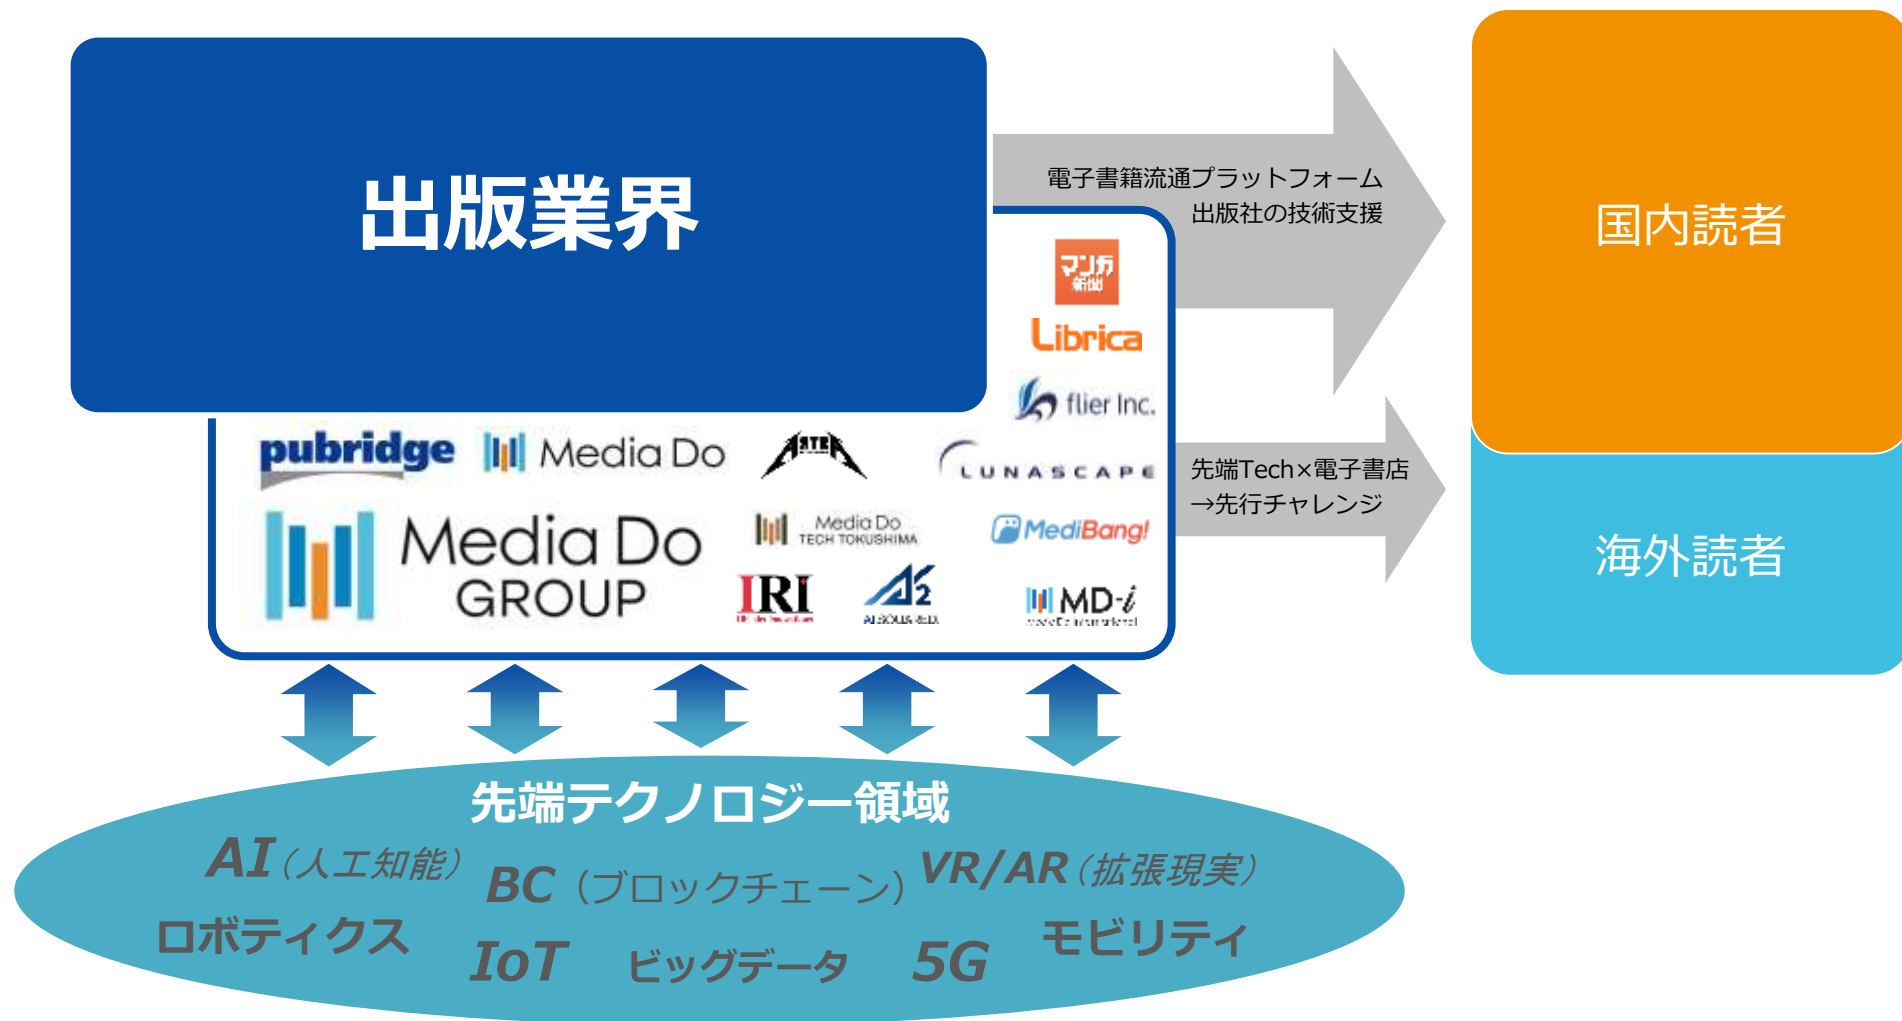 出版業界
電子書籍流通プラットフォーム
出版社の技術支援
国内読者
マンガ
新聞
Librica
flier Inc.
pubridge
Media Do
ARTRA
LUNASCAPE
先端Tech×電子書店
→先行チャレンジ
Media Do
GROUP
Media Do
TECH TOKUSHIMA
MediBang!
海外読者
IRI
A2
MD-i
先端テクノロジー領域
AI（人工知能）
BC（ブロックチェーン）
VR/AR（拡張現実）
ロボティクス
IoT
ビッグデータ
5G
モビリティ